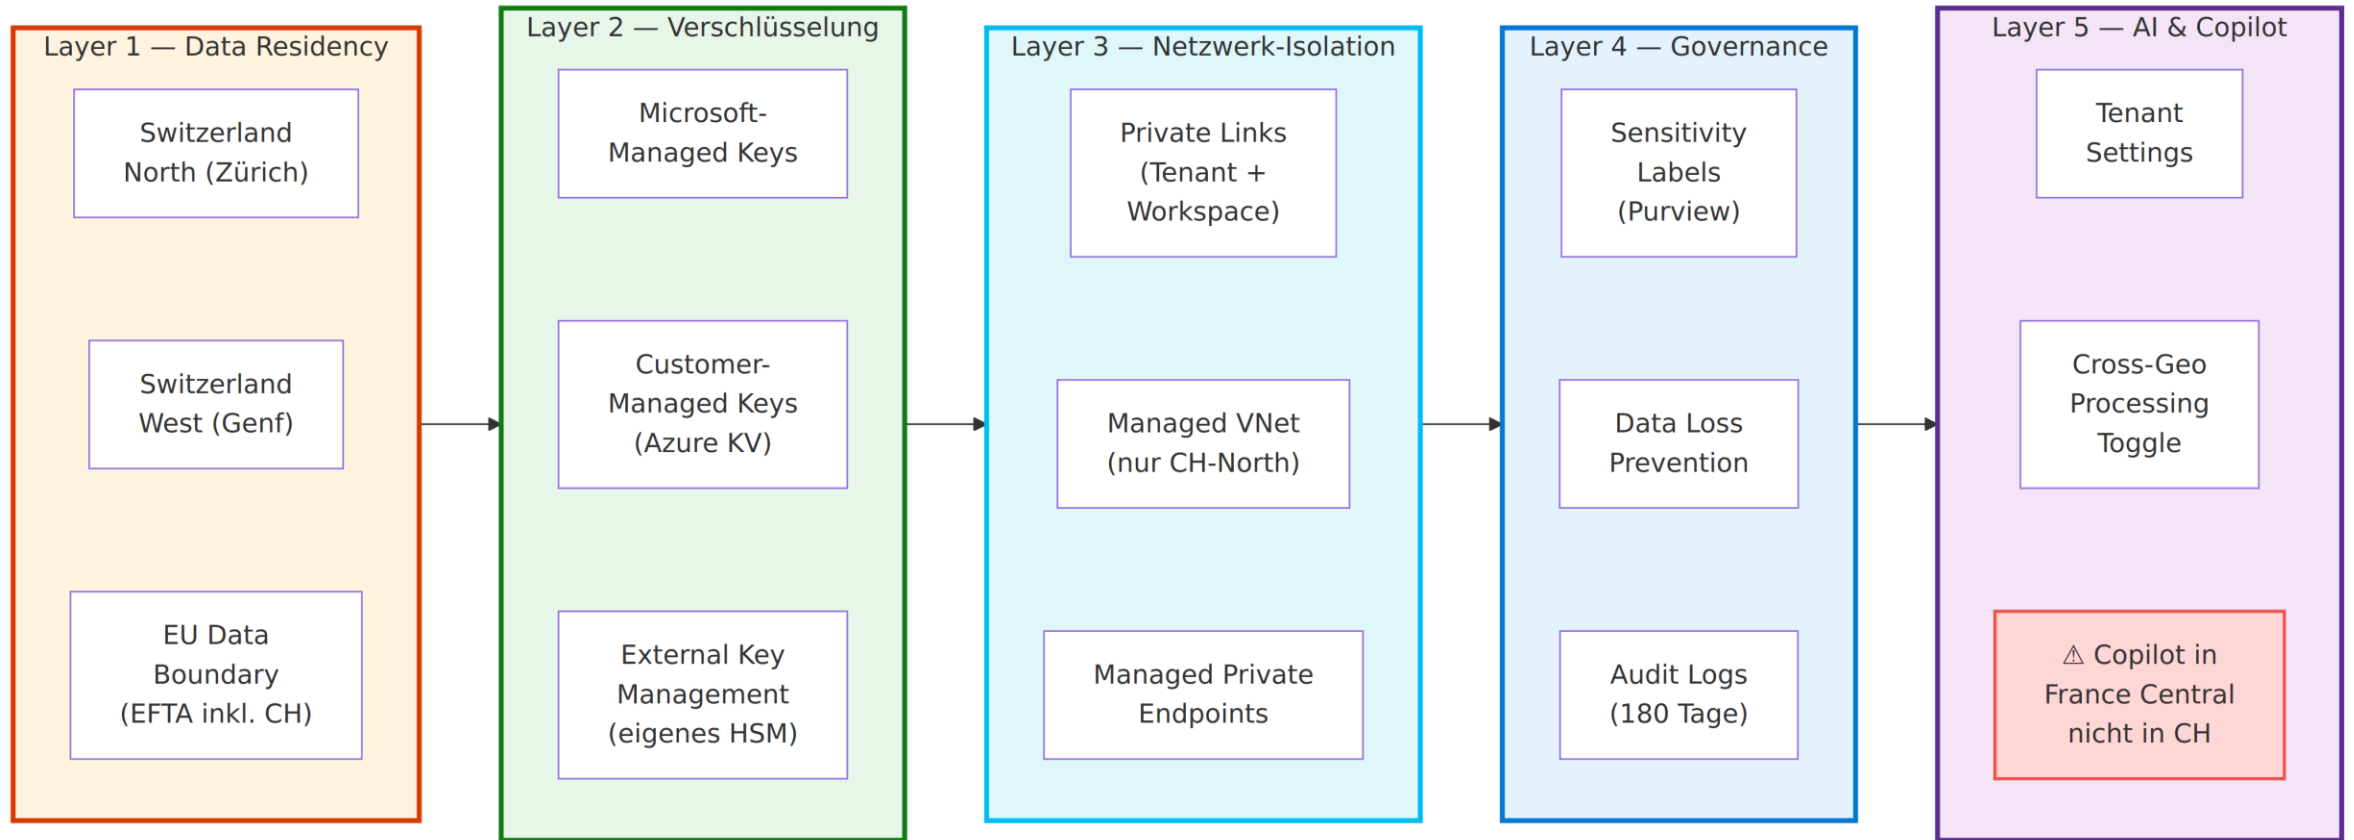 Layer 1 — Data Residency
Switzerland
North (Zürich)
Switzerland
West (Genf)
EU Data
Boundary
(EFTA inkl. CH)
Layer 2 — Verschlüsselung
Microsoft-
Managed Keys
Customer-
Managed Keys
(Azure KV)
External Key
Management
(eigenes HSM)
Layer 3 — Netzwerk-Isolation
Private Links
(Tenant +
Workspace)
Managed VNet
(nur CH-North)
Managed Private
Endpoints
Layer 4 — Governance
Sensitivity
Labels
(Purview)
Data Loss
Prevention
Audit Logs
(180 Tage)
Layer 5 — AI & Copilot
Tenant
Settings
Cross-Geo
Processing
Toggle
⚠ Copilot in
France Central
nicht in CH